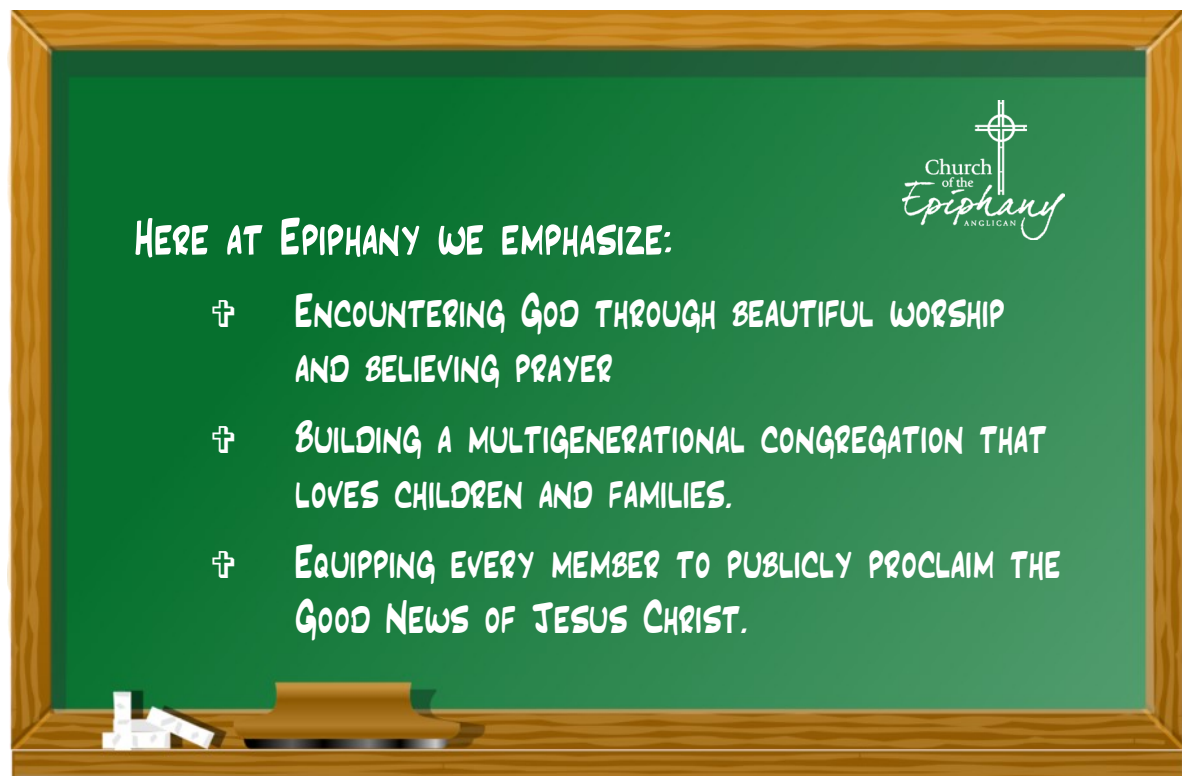 Church
of the
Epiphany
ANGLICAN
Here at Epiphany we emphasize:
✞ Encountering God through beautiful worship
and believing prayer
✞ Building a multigenerational congregation that
loves children and families.
✞ Equipping every member to publicly proclaim the
Good News of Jesus Christ.